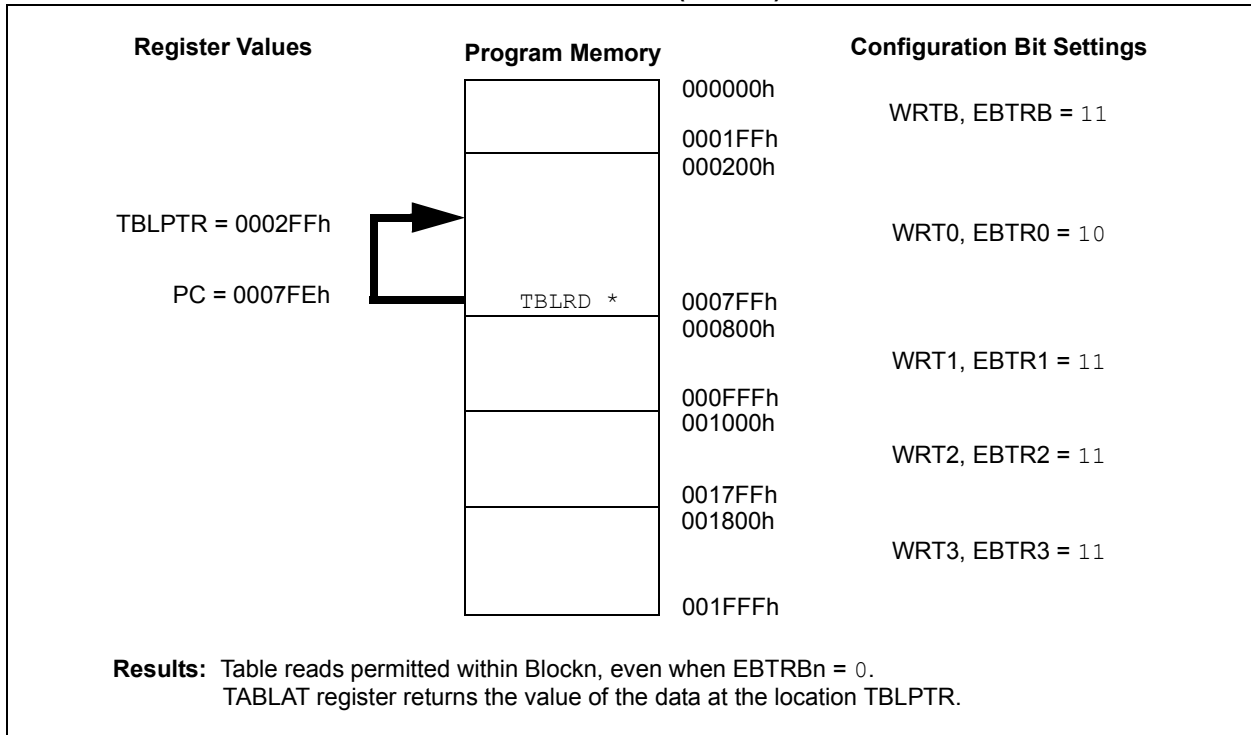 Register Values
Program Memory
Configuration Bit Settings
000000h
WRTB, EBTRB = 11
0001FFh
000200h
TBLPTR = 0002FFh
WRT0, EBTR0 = 10
PC = 0007FEh
TBLRD *
0007FFh
000800h
WRT1, EBTR1 = 11
000FFFh
001000h
WRT2, EBTR2 = 11
0017FFh
001800h
WRT3, EBTR3 = 11
001FFFh
Results: Table reads permitted within Blockn, even when EBTRBn = 0.
TABLAT register returns the value of the data at the location TBLPTR.